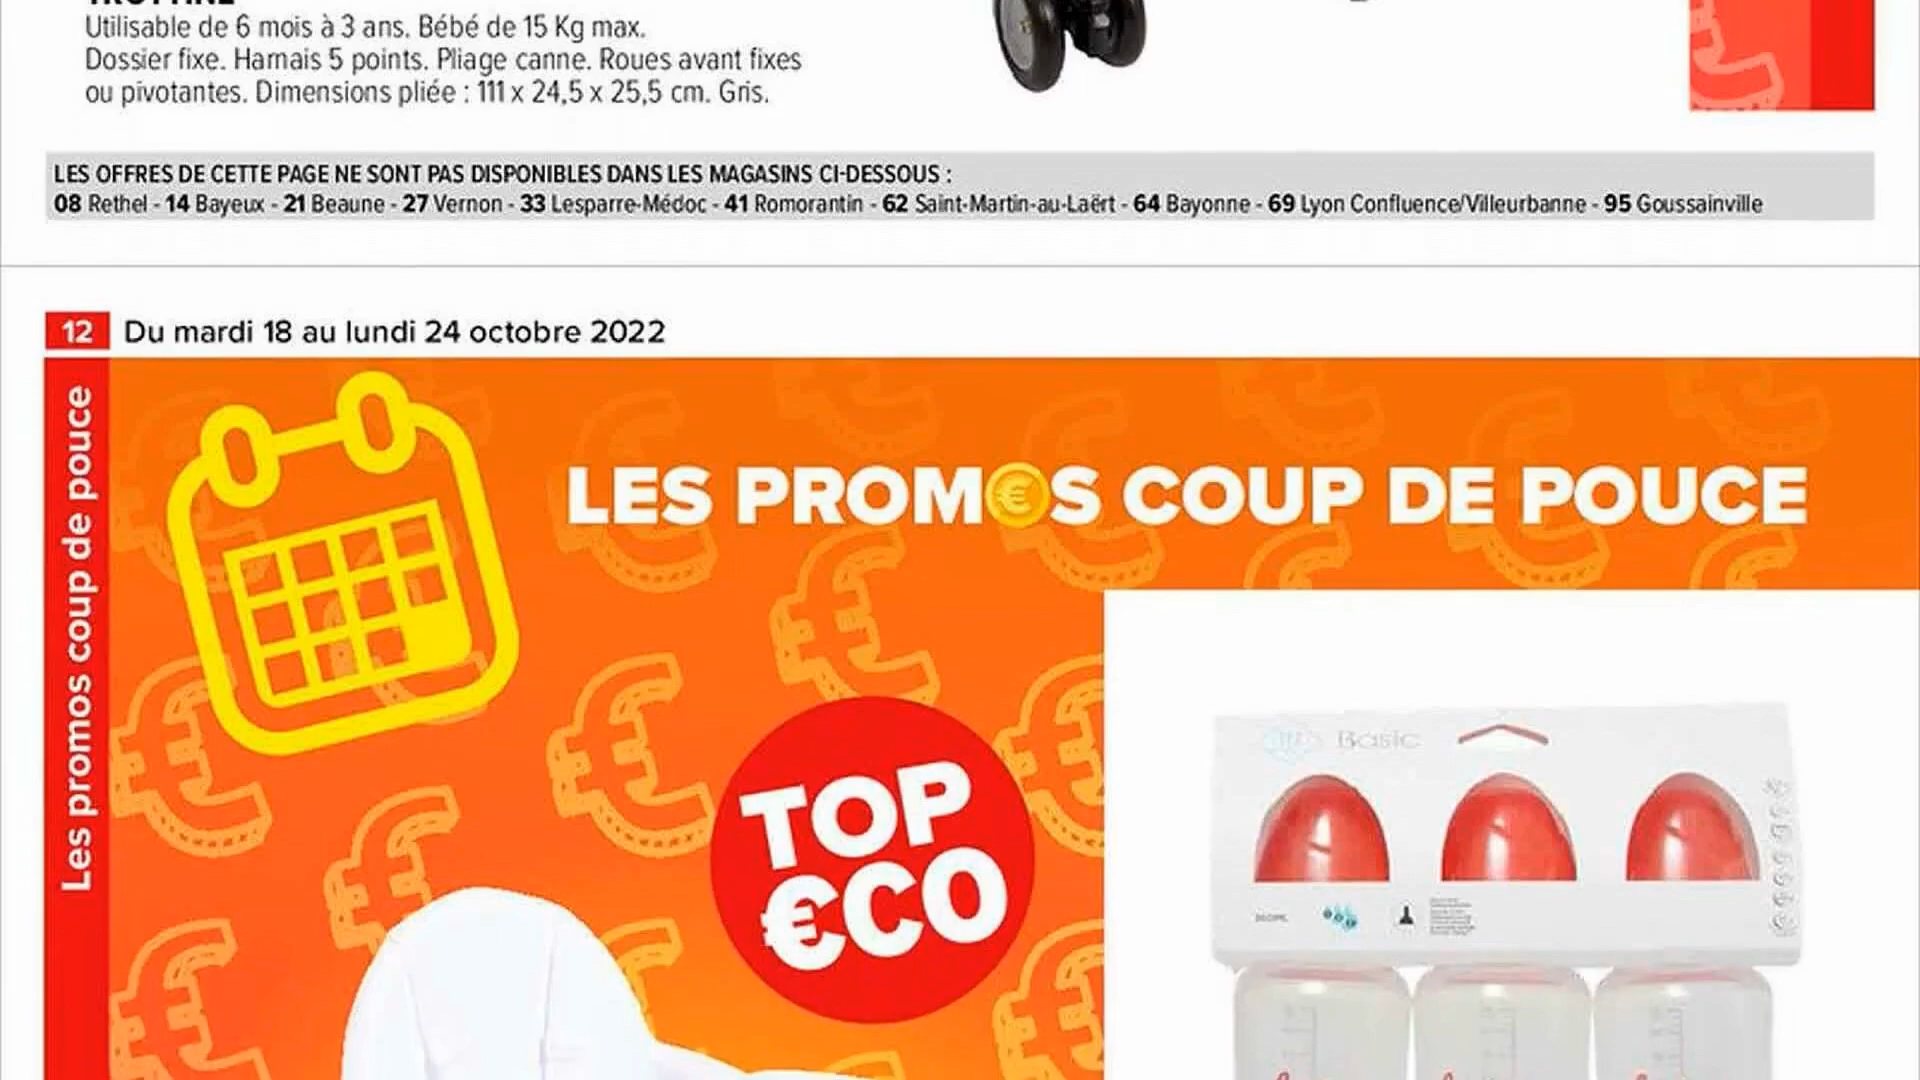 Utilisable de 6 mois à 3 ans. Bébé de 15 Kg max.
Dossier fixe. Harnais 5 points. Pliage canne. Roues avant fixes
ou pivotantes. Dimensions pliée : 111 x 24,5 x 25,5 cm. Gris.
LES OFFRES DE CETTE PAGE NE SONT PAS DISPONIBLES DANS LES MAGASINS CI-DESSOUS :
08 Rethel - 14 Bayeux - 21 Beaune - 27 Vernon - 33 Lesparre-Médoc - 41 Romorantin - 62 Saint-Martin-au-Laërt - 64 Bayonne - 69 Lyon Confluence/Villeurbanne - 95 Goussainville
12 Du mardi 18 au lundi 24 octobre 2022
Les promos coup de pouce
LES PROM€S COUP DE POUCE
TOP
€CO
Basic